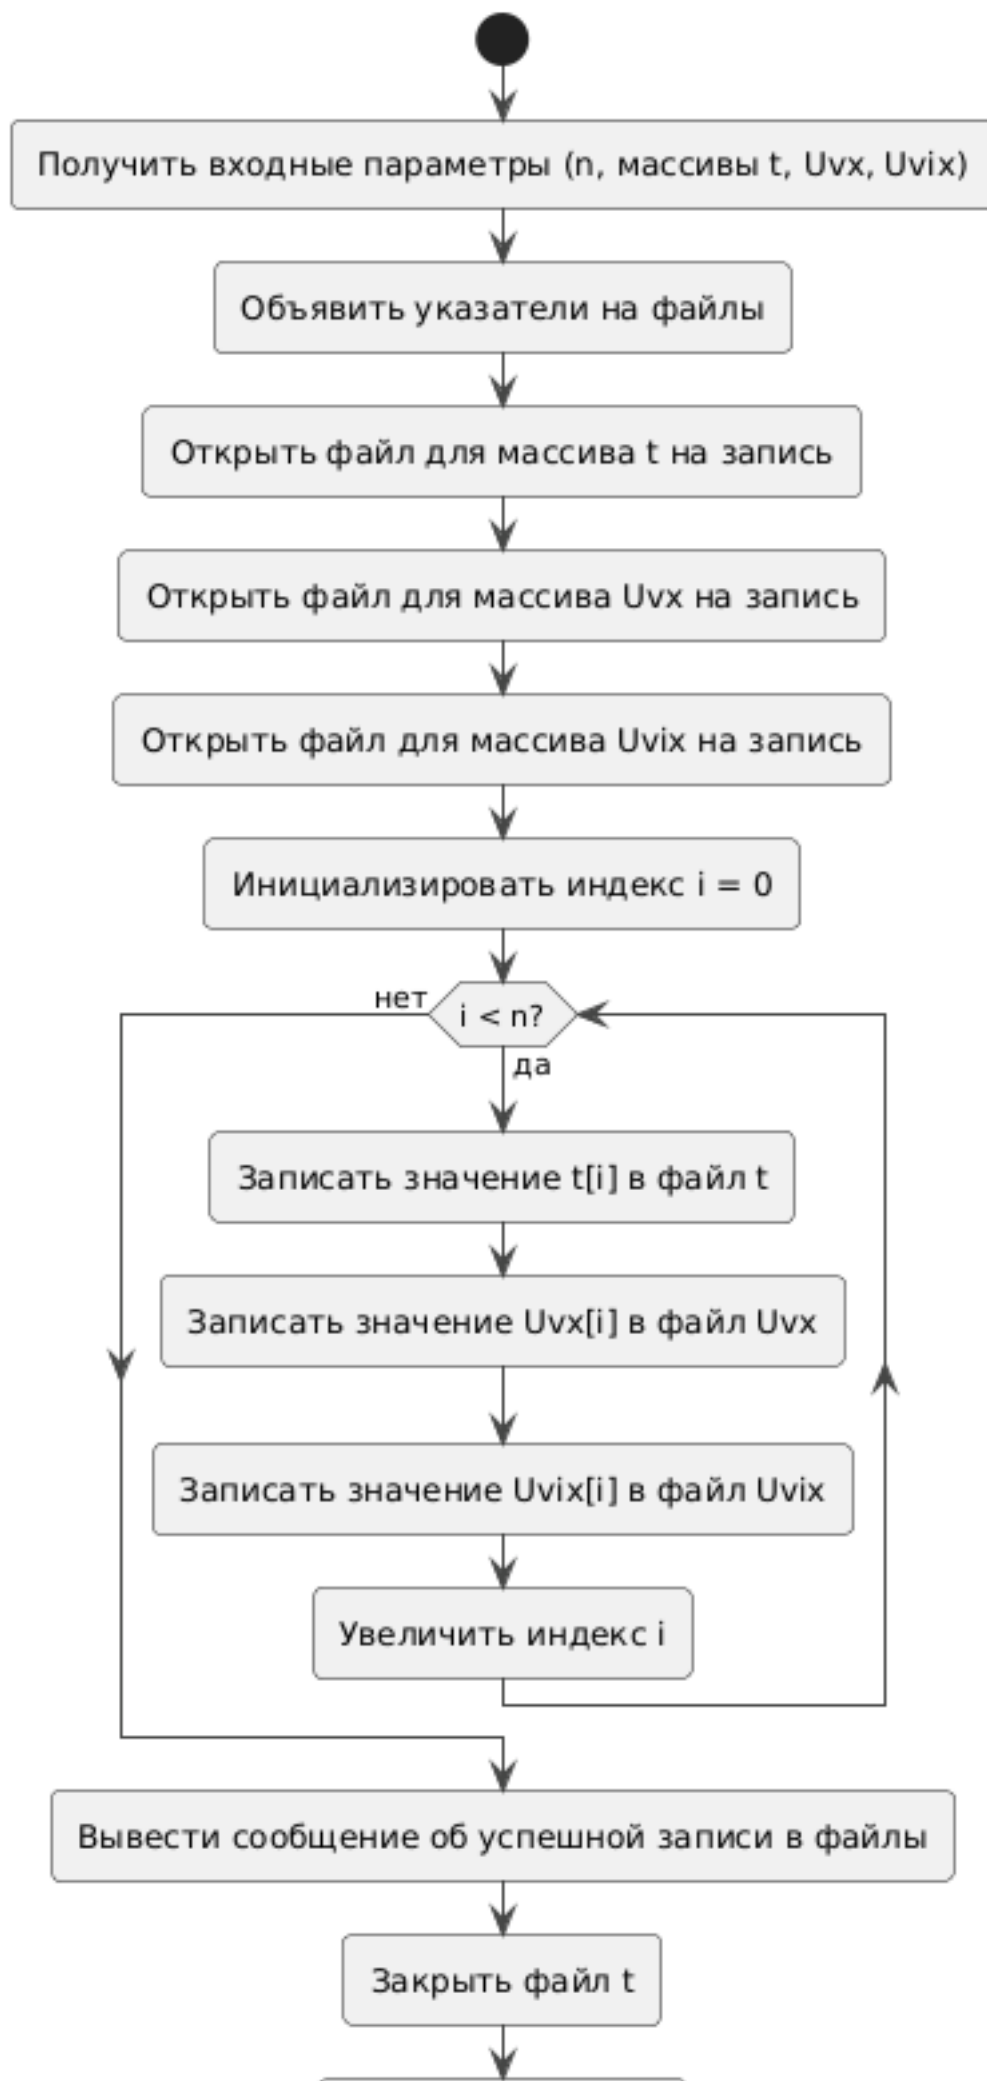 Получить входные параметры (n, массивы t, Uvx, Uvix)
Объявить указатели на файлы
Открыть файл для массива t на запись
Открыть файл для массива Uvx на запись
Открыть файл для массива Uvix на запись
Инициализировать индекс i = 0
нет
i < n?
да
Записать значение t[i] в файл t
Записать значение Uvx[i] в файл Uvx
Записать значение Uvix[i] в файл Uvix
Увеличить индекс i
Вывести сообщение об успешной записи в файлы
Закрыть файл t